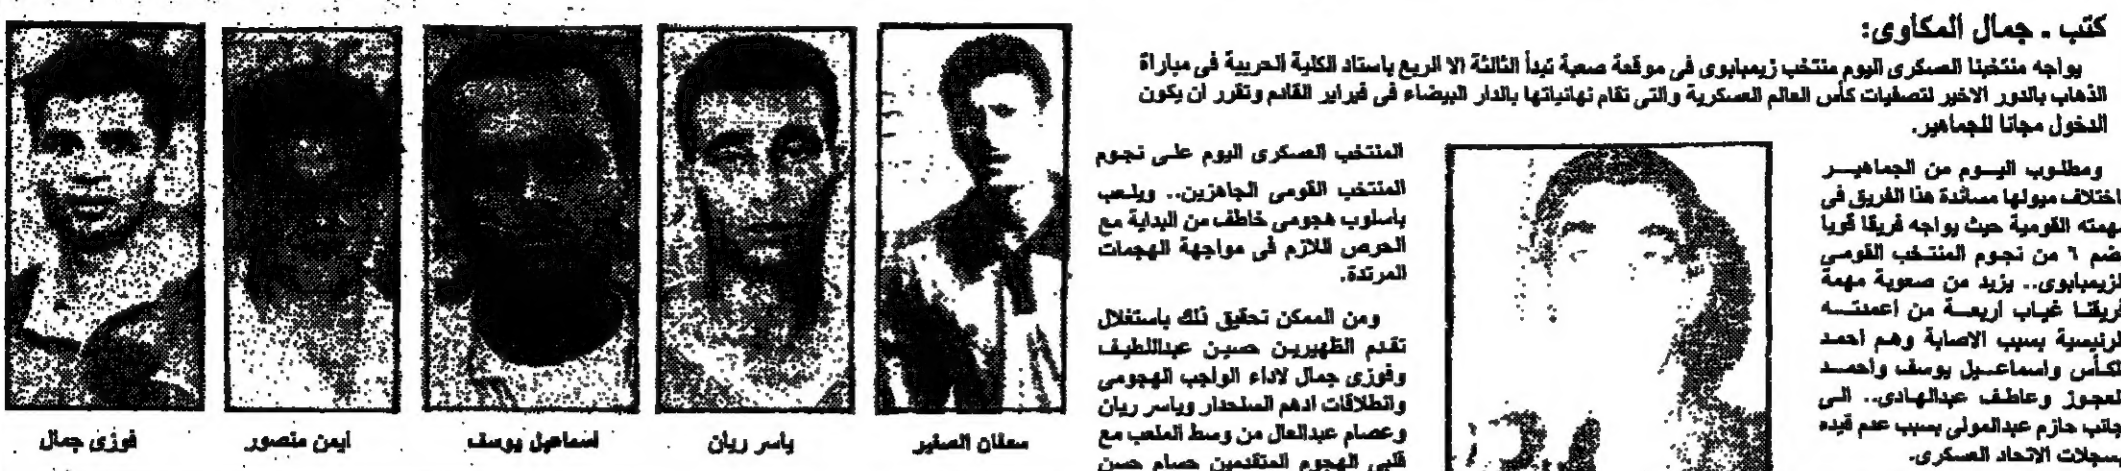 كتب ـ جمال المكاوى:
يواجه منتخبنا العسكرى اليوم منتخب زيمبابوى فى موقعة صعبة تبدأ الثالثة الا الربع باستاد الكلية الحربية فى مباراة
الذهاب بالدور الاخير لتصفيات كأس العالم العسكرية والتى تقام نهائياتها بالدار البيضاء فى فبراير القادم وتقرر ان يكون
الدخول مجانا للجماهير.
ومطلوب اليوم من الجماهير
اختلاف ميولها مساندة هذا الفريق فى
مهمته القومية حيث يواجه فريقا قويا
ضم ٦ من نجوم المنتخب القومى
لزيمبابوى.. يزيد من صعوبة مهمة
فريقنا غياب اربعة من اعمدته
لرئيسية بسبب الاصابة وهم احمد
لكأس واسماعيل يوسف واحمد
لعجوز وعاطف عبدالهادى.. الى
جانب حازم عبدالمولى بسبب عدم قيده
بسجلات الاتحاد العسكرى.
المنتخب العسكرى اليوم على نجوم
المنتخب القومى الجاهزين.. ويلعب
باسلوب هجومى خاطف من البداية مع
الحرص اللازم فى مواجهة الهجمات
المرتدة.
ومن الممكن تحقيق ذلك باستغلال
تقدم الظهيرين حسين عبداللطيف
وفوزى جمال لاداء الواجب الهجومى
وانطلاقات ادهم السلحدار وياسر ريان
وعصام عبدالعال من وسط الملعب مع
قلبى الهجوم المتقدمين حسام حسن
سعفان الصغير
ياسر ريان
اسماعيل يوسف
ايمن منصور
فوزى جمال